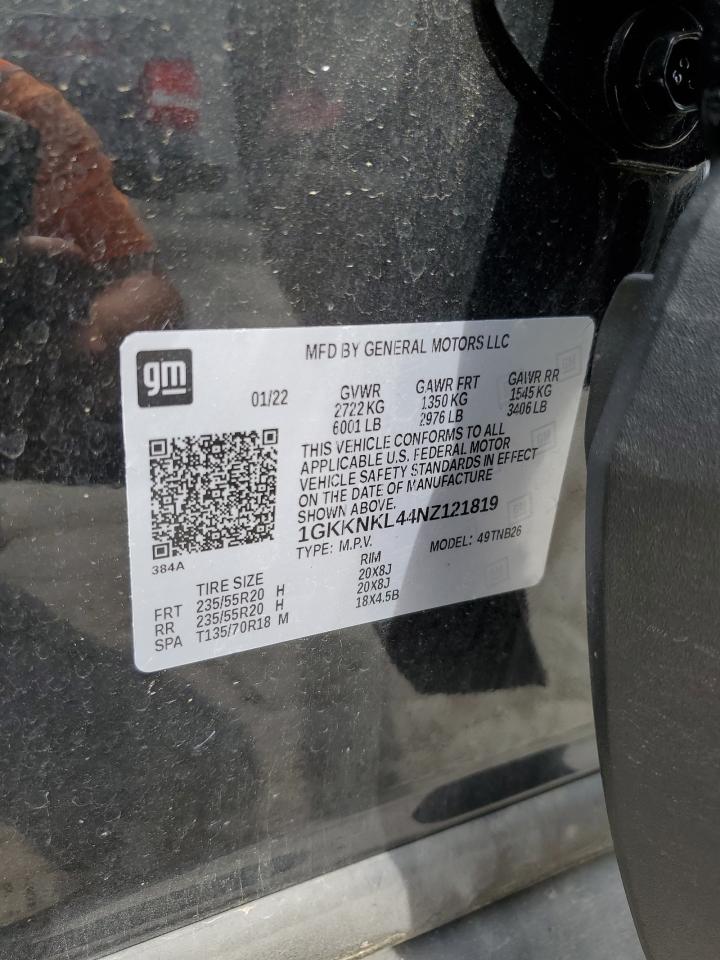 gm
MFD BY GENERAL MOTORS LLC
01/22
GVWR GAWR FRT GAWR RR
2722 KG 1350 KG 1545 KG
6001 LB 2976 LB 3406 LB
THIS VEHICLE CONFORMS TO ALL
APPLICABLE U.S. FEDERAL MOTOR
VEHICLE SAFETY STANDARDS IN EFFECT
ON THE DATE OF MANUFACTURE
SHOWN ABOVE.
1GKKNKL44NZ121819
TYPE: M.P.V. MODEL: 49TNB26
384A
TIRE SIZE RIM
FRT 235/55R20 H 20X8J
RR 235/55R20 H 20X8J
SPA T135/70R18 M 18X4.5B